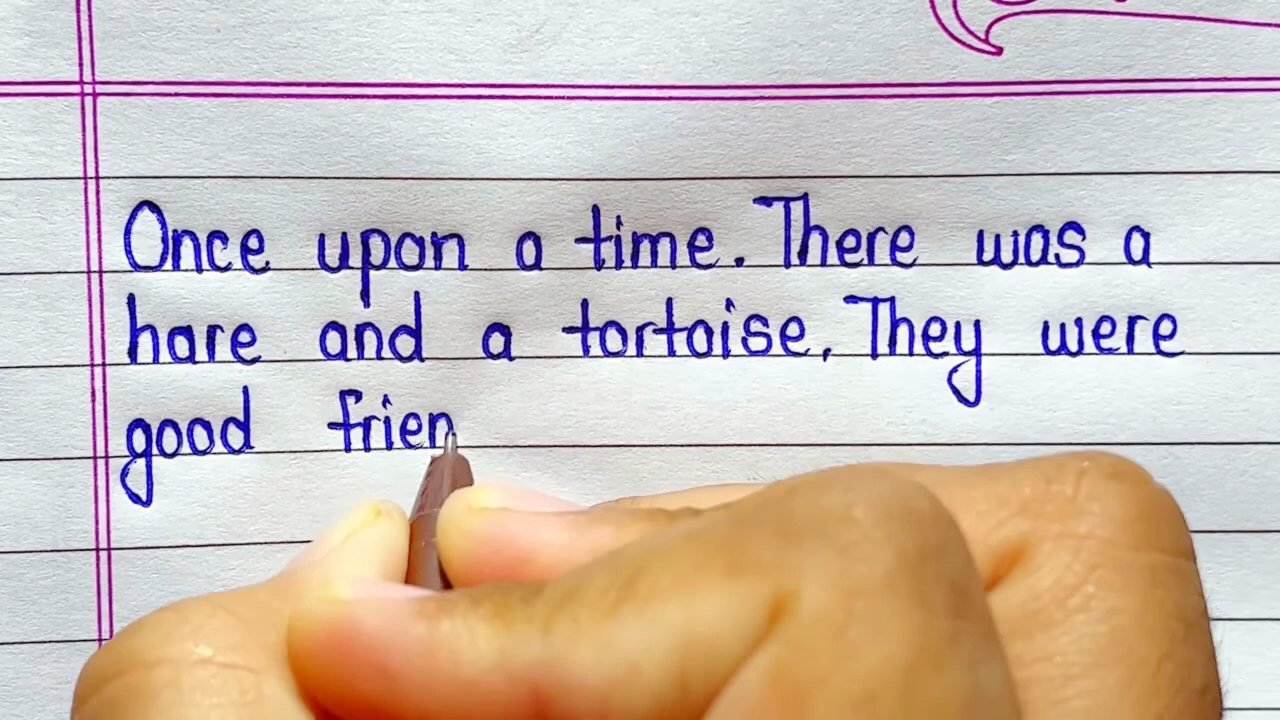 Once upon a time. There was a
hare and a tortoise. They were
good frien